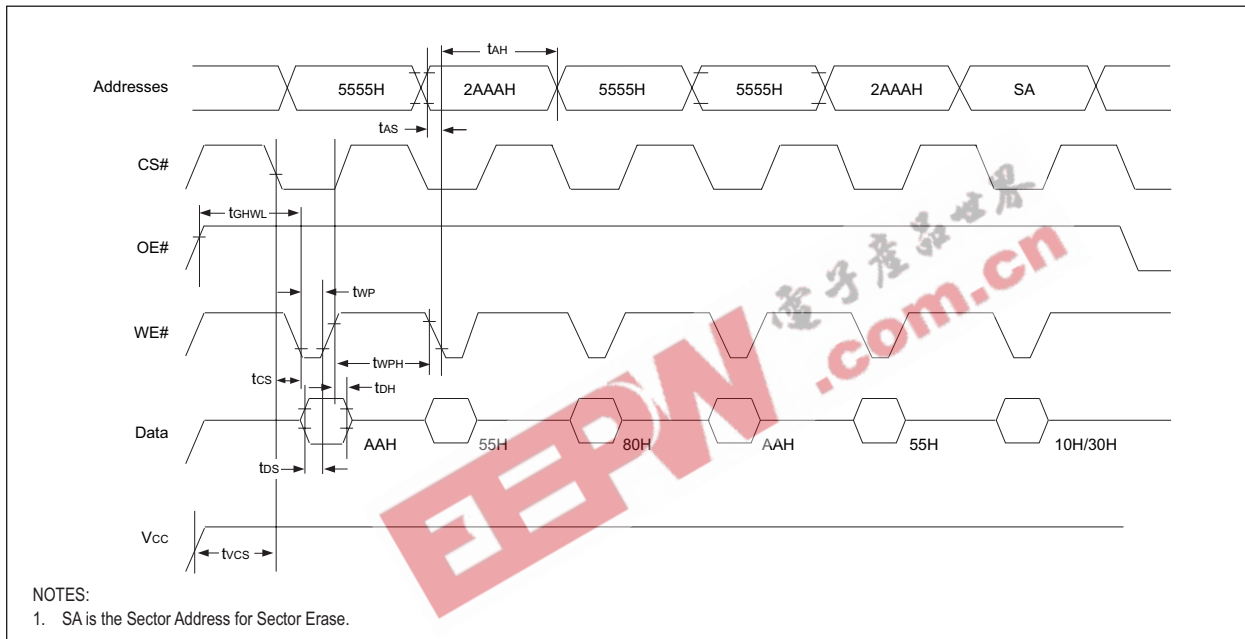 tAH
Addresses 5555H 2AAAH 5555H 5555H 2AAAH SA
tAS
CS#
tGHWL
OE#
tWP
WE#
tWPH
tCS
tDH
Data AAH 55H 80H AAH 55H 10H/30H
tDS
VCC
tVCS
EEPW .com.cn
電子產品世界
NOTES:
1. SA is the Sector Address for Sector Erase.